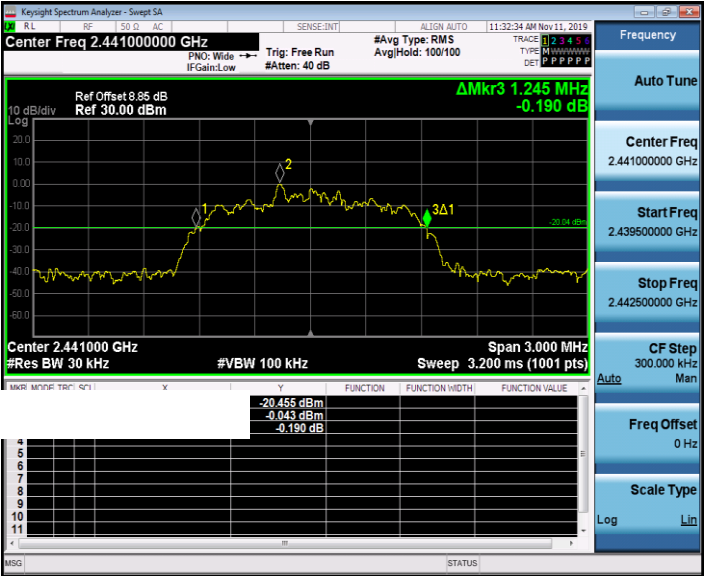 Keysight Spectrum Analyzer - Swept SA
RL RF 50 Ω AC SENSE:INT ALIGN AUTO 11:32:34 AM Nov 11, 2019
Center Freq 2.441000000 GHz
#Avg Type: RMS
TRACE 1 2 3 4 5 6
PNO: Wide Trig: Free Run Avg|Hold: 100/100
TYPE M W W W W W
IFGain:Low #Atten: 40 dB
DET P P P P P P
ΔMkr3 1.245 MHz
-0.190 dB
Ref Offset 8.85 dB
10 dB/div Ref 30.00 dBm
Log
20.0
10.0
0.00
-10.0
-20.0
-30.0
-40.0
-50.0
-60.0
1
2
3Δ1
-20.04 dBm
Center 2.441000 GHz Span 3.000 MHz
#Res BW 30 kHz #VBW 100 kHz Sweep 3.200 ms (1001 pts)
MKR MODE TRC SCL X Y FUNCTION FUNCTION WIDTH FUNCTION VALUE
-20.455 dBm
-0.043 dBm
-0.190 dB
4
5
6
7
8
9
10
11
MSG STATUS
Frequency
Auto Tune
Center Freq
2.441000000 GHz
Start Freq
2.439500000 GHz
Stop Freq
2.442500000 GHz
CF Step
300.000 kHz
Auto Man
Freq Offset
0 Hz
Scale Type
Log Lin